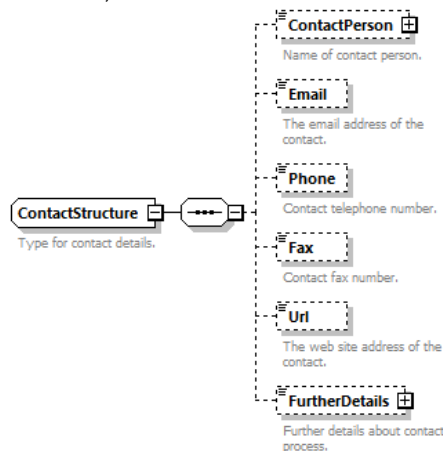 ContactPerson
Name of contact person.
Email
The email address of the
contact.
Phone
Contact telephone number.
ContactStructure
Type for contact details.
Fax
Contact fax number.
Url
The web site address of the
contact.
FurtherDetails
Further details about contact
process.